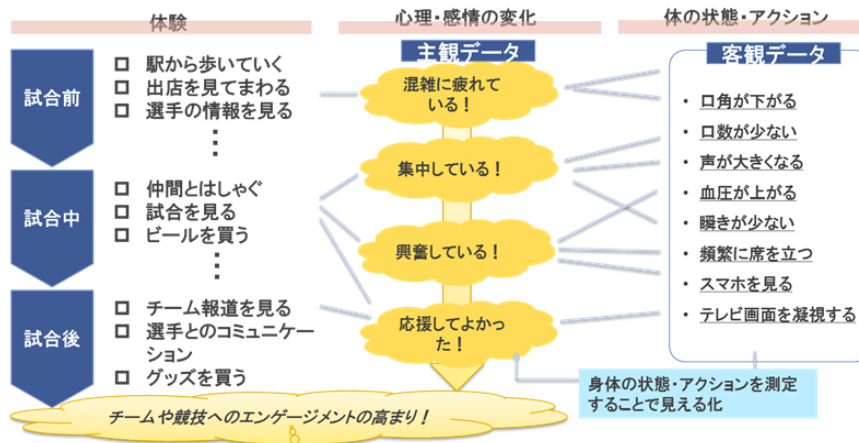 体験
心理・感情の変化
体の状態・アクション
主観データ
客観データ
試合前
駅から歩いていく
出店を見てまわる
選手の情報を見る
混雑に疲れて
いる！
試合中
仲間とはしゃぐ
試合を見る
ビールを買う
集中している！
興奮している！
試合後
チーム報道を見る
選手とのコミュニケー
ション
グッズを買う
応援してよかっ
た！
・口角が下がる
・口数が少ない
・声が大きくなる
・血圧が上がる
・瞬きが少ない
・頻繁に席を立つ
・スマホを見る
・テレビ画面を凝視する
身体の状態・アクションを測定
することで見える化
チームや競技へのエンゲージメントの高まり！